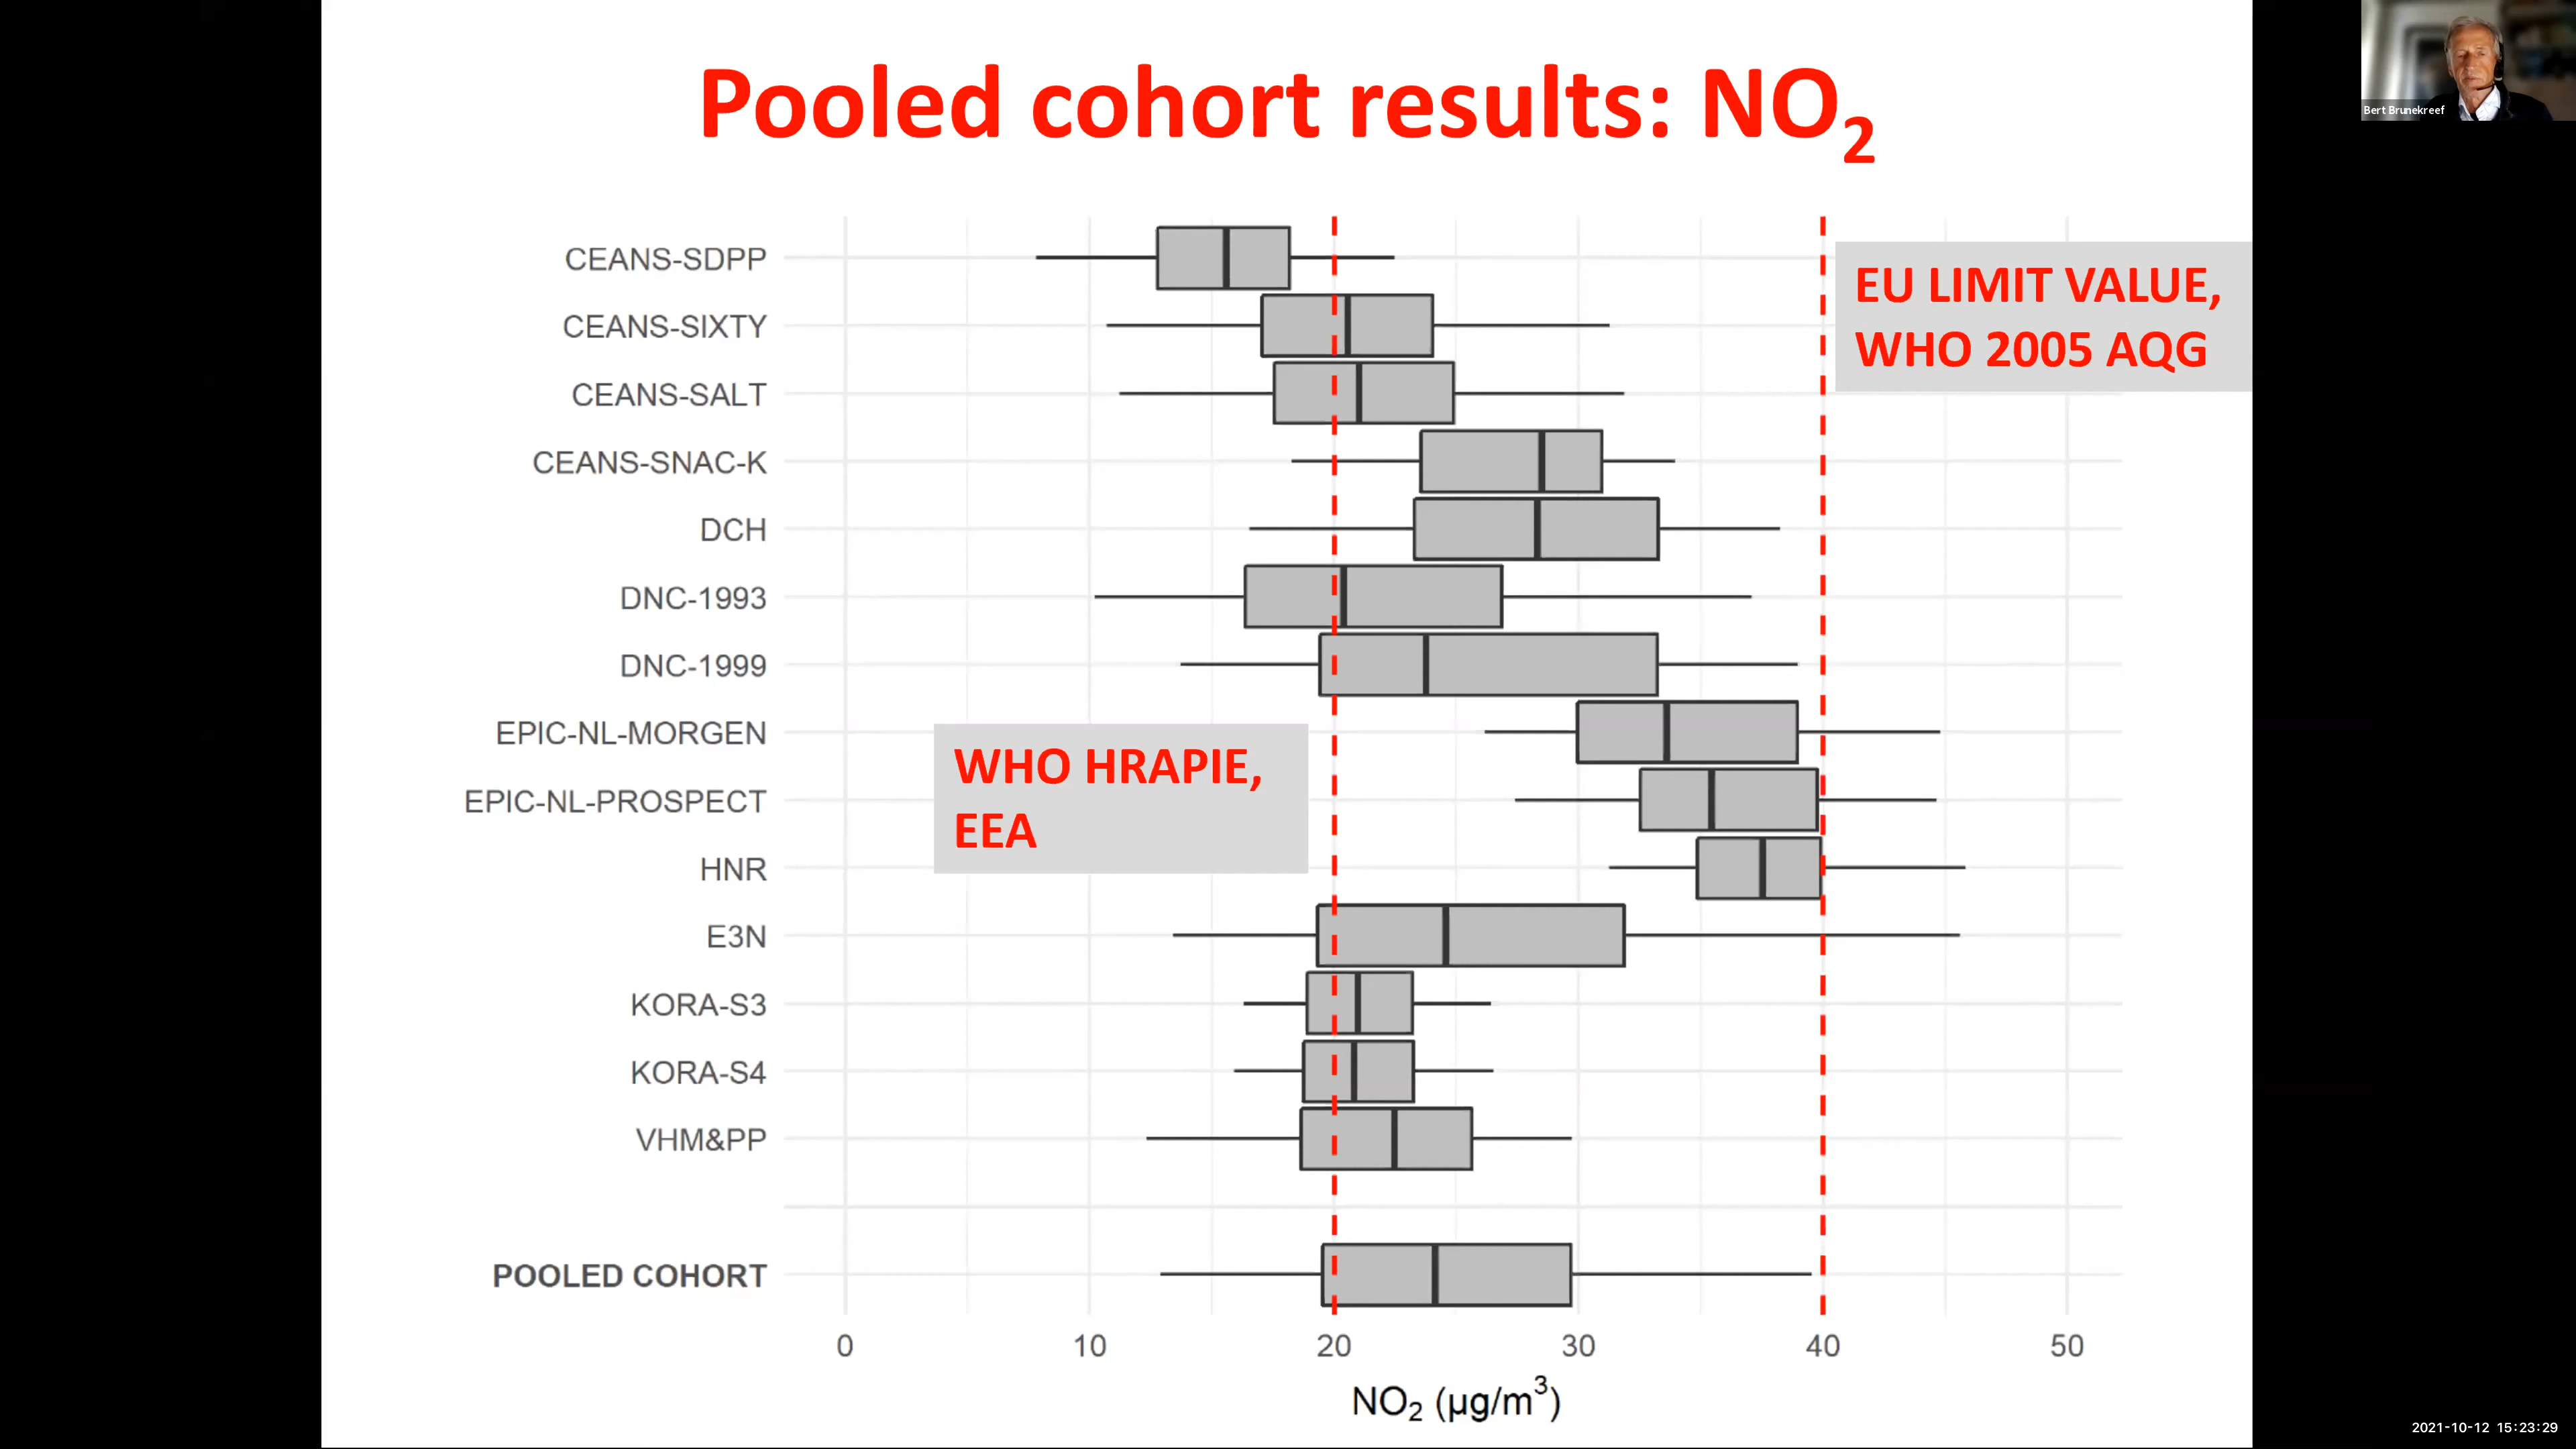 Pooled cohort results: NO₂
Bert Brunekreef
CEANS-SDPP
CEANS-SIXTY
CEANS-SALT
CEANS-SNAC-K
DCH
DNC-1993
DNC-1999
EPIC-NL-MORGEN
EPIC-NL-PROSPECT
HNR
E3N
KORA-S3
KORA-S4
VHM&PP
POOLED COHORT
EU LIMIT VALUE,
WHO 2005 AQG
WHO HRAPIE,
EEA
0 10 20 30 40 50
NO₂ (µg/m³)
2021-10-12 15:23:29